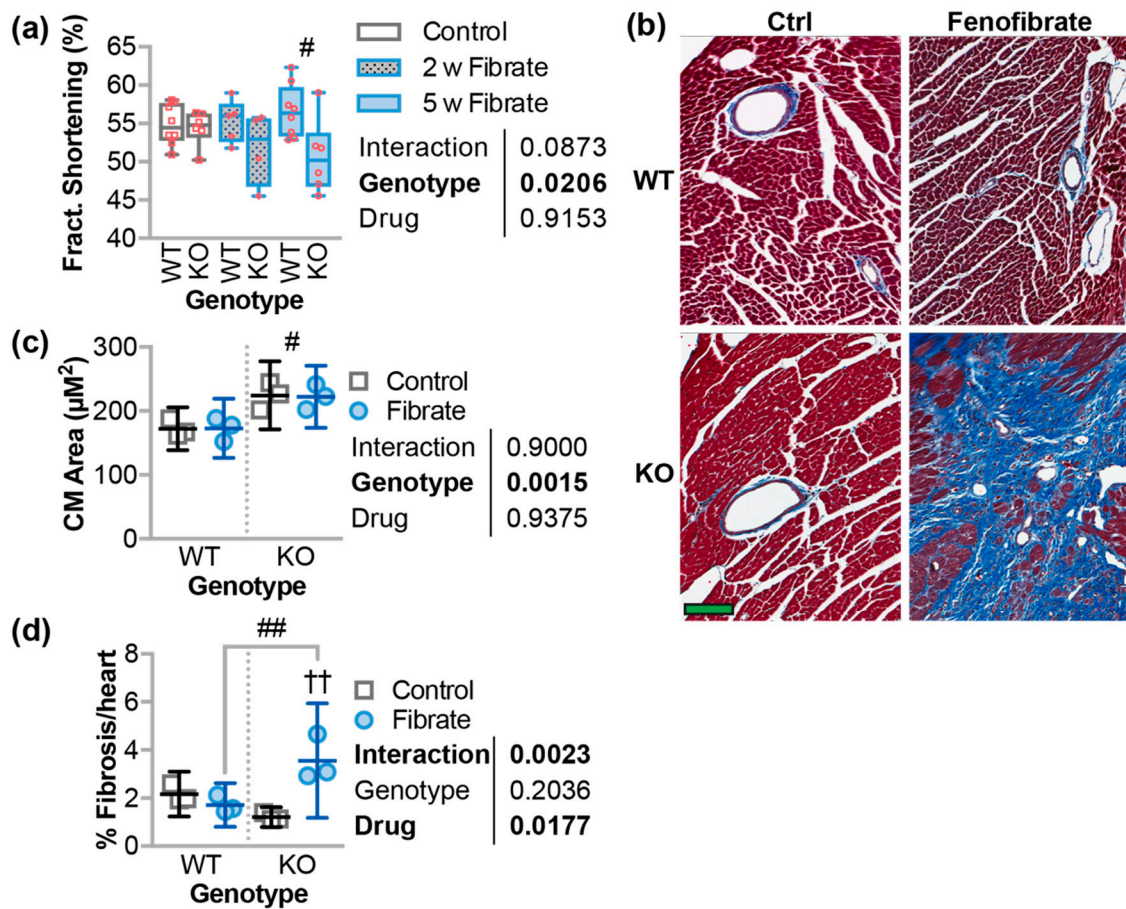 (a)
Fract. Shortening (%)
65
60
55
50
45
40
#
WT KO WT KO WT KO
Genotype
Control
2 w Fibrate
5 w Fibrate
Interaction 0.0873
Genotype 0.0206
Drug 0.9153
(b)
Ctrl Fenofibrate
WT
KO
(c)
CM Area (µM²)
300
200
100
0
#
WT KO
Genotype
Control
Fibrate
Interaction 0.9000
Genotype 0.0015
Drug 0.9375
(d)
% Fibrosis/heart
8
6
4
2
0
##
††
WT KO
Genotype
Control
Fibrate
Interaction 0.0023
Genotype 0.2036
Drug 0.0177